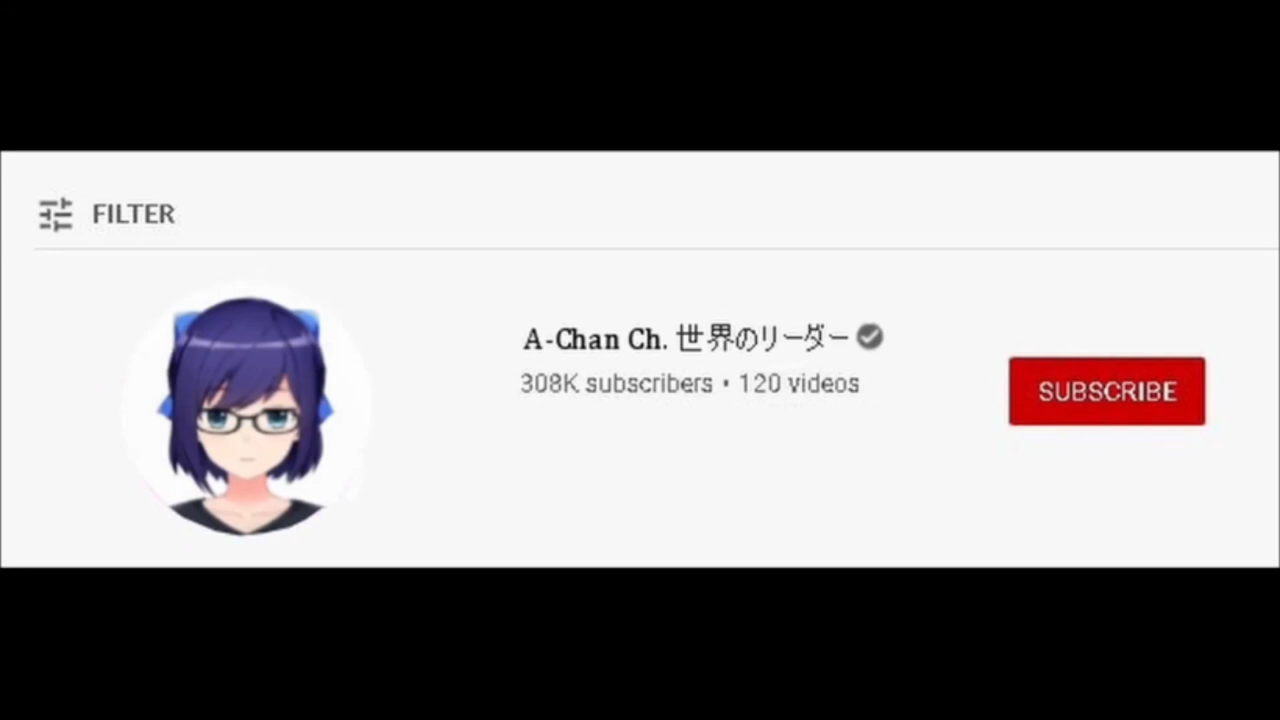 FILTER
A-Chan Ch. 世界のリーダー
308K subscribers • 120 videos
SUBSCRIBE